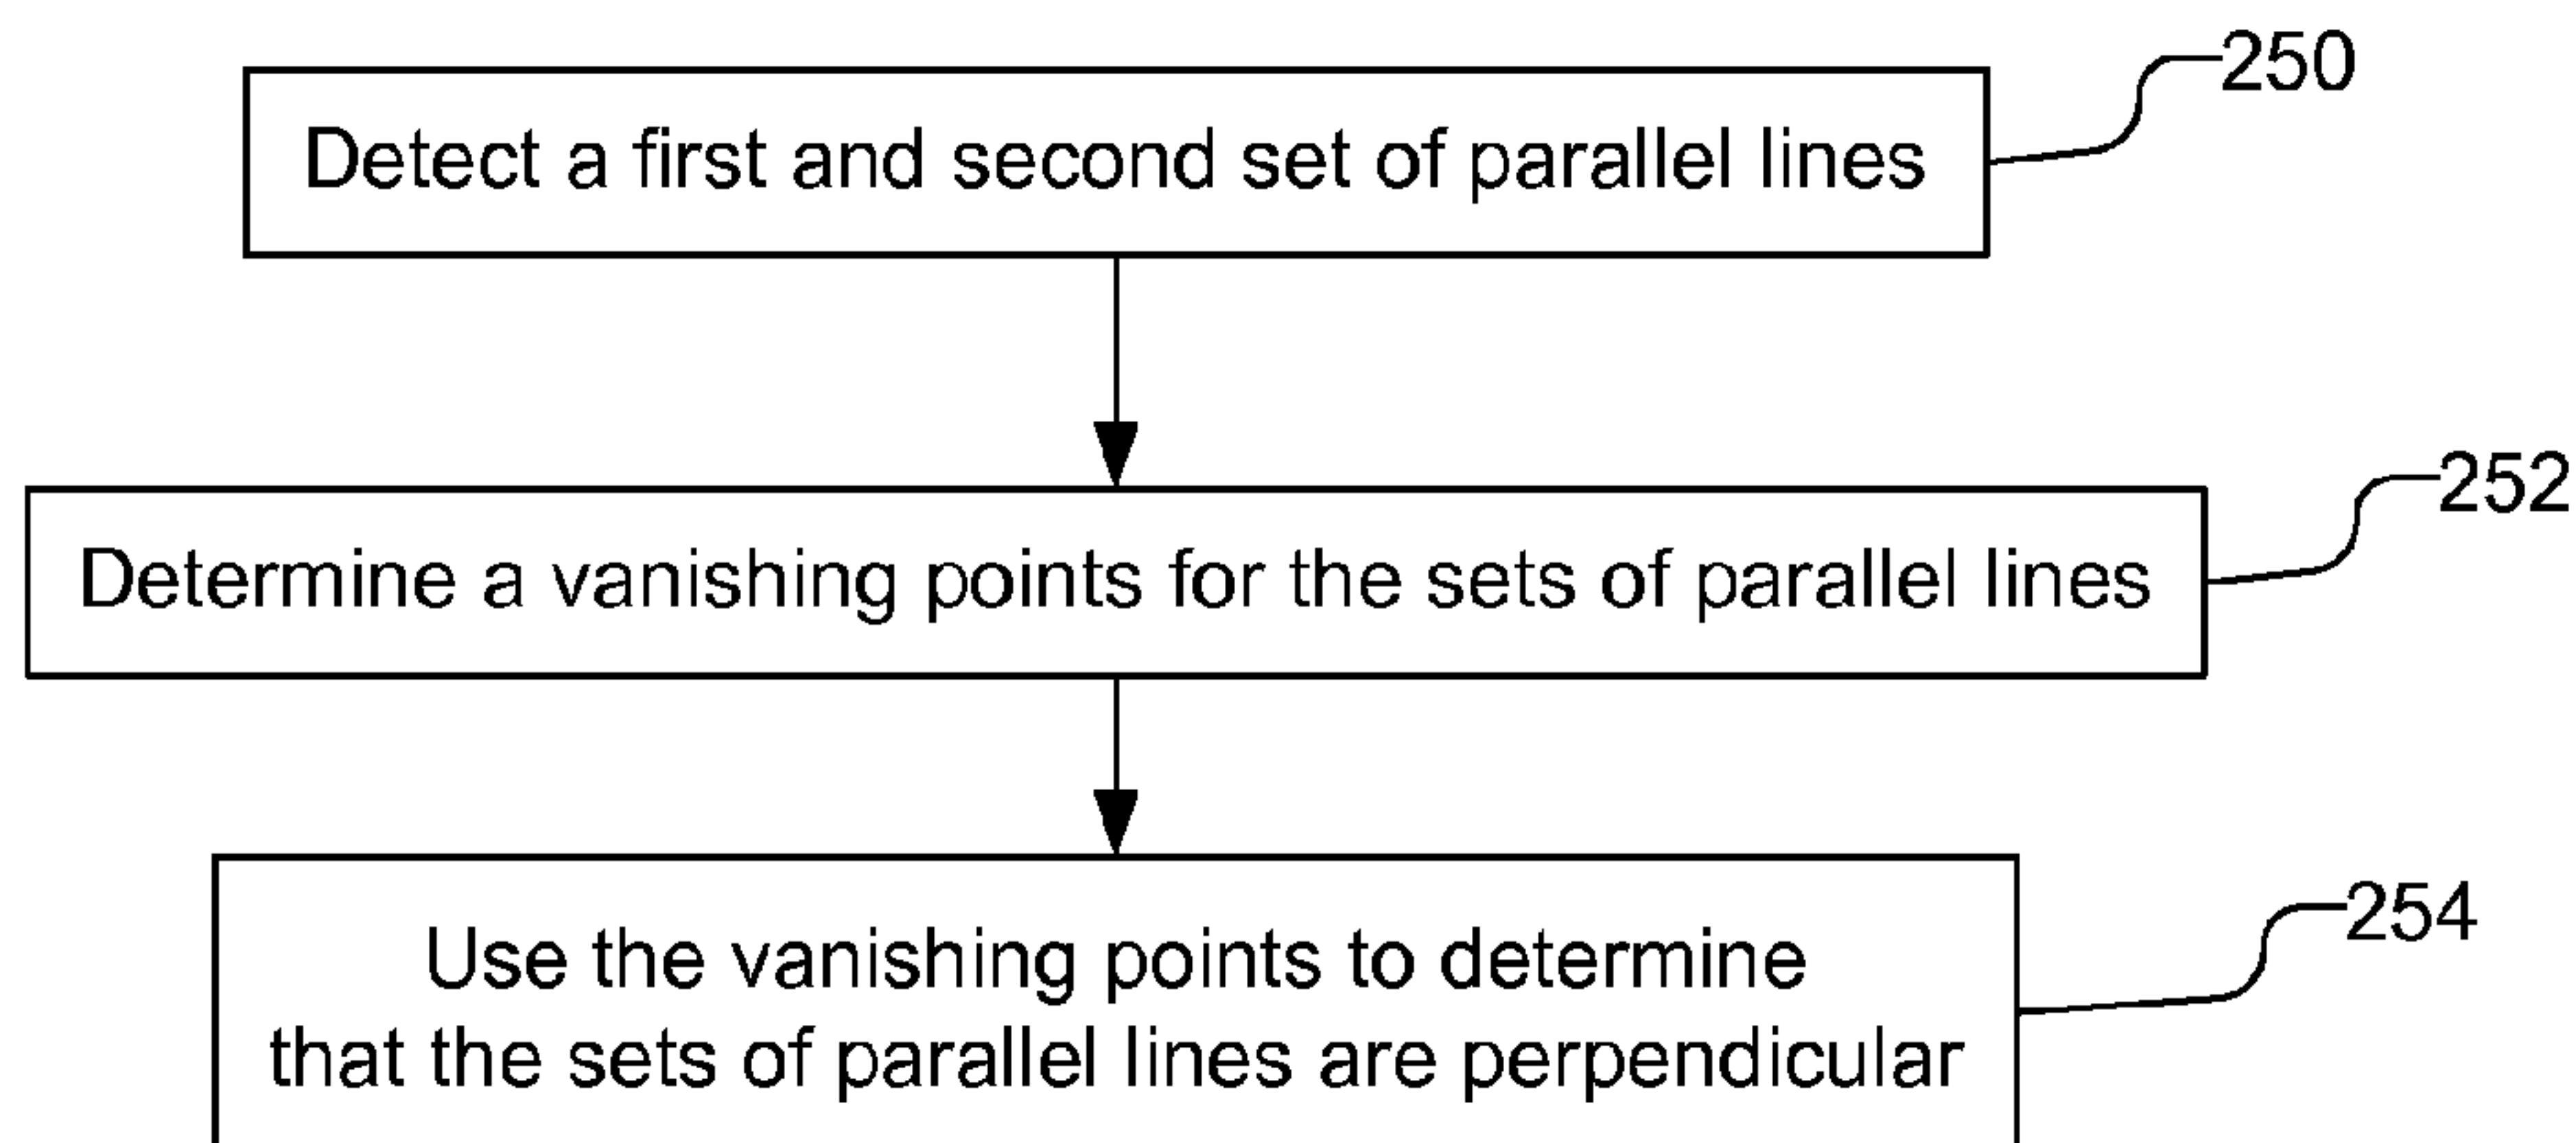 250
Detect a first and second set of parallel lines
252
Determine a vanishing points for the sets of parallel lines
254
Use the vanishing points to determine
that the sets of parallel lines are perpendicular